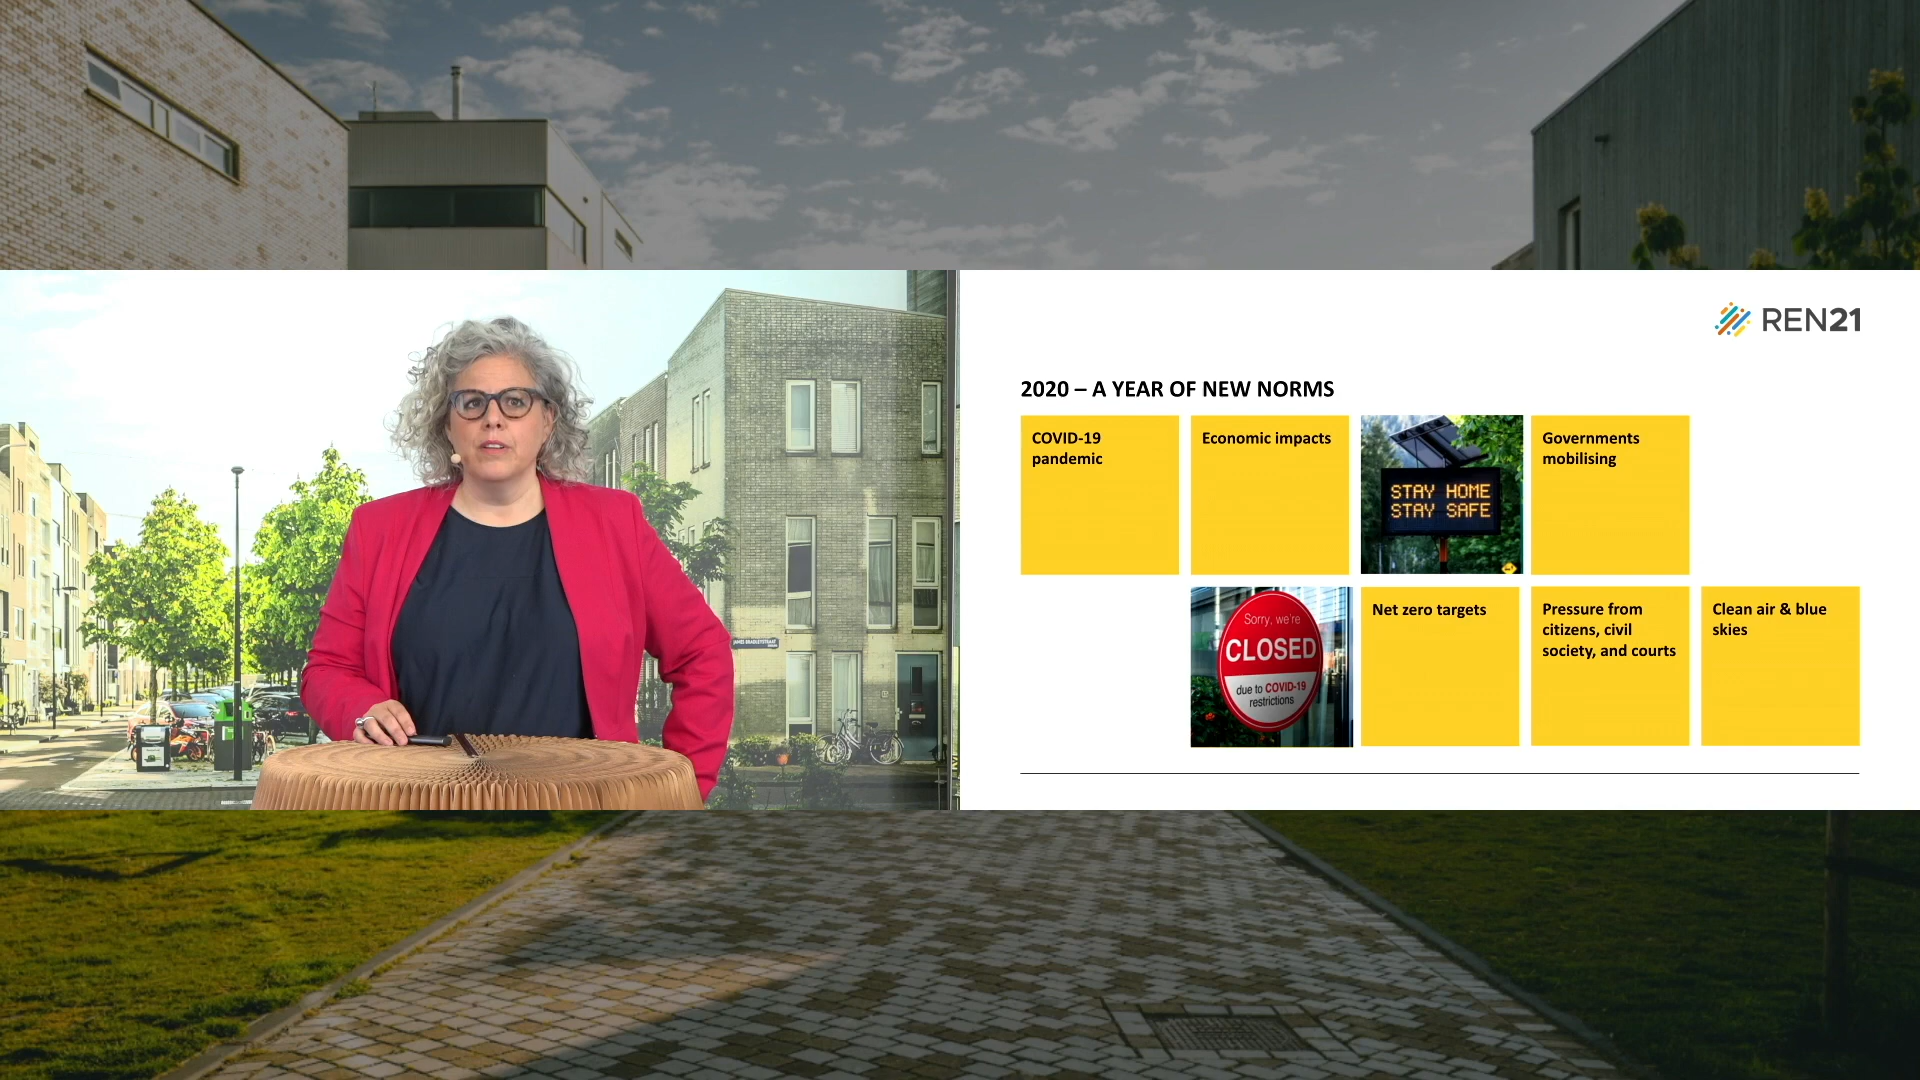 REN21
2020 – A YEAR OF NEW NORMS
COVID-19
pandemic
Economic impacts
STAY HOME
STAY SAFE
Governments
mobilising
Sorry, we're
CLOSED
due to COVID-19
restrictions
Net zero targets
Pressure from
citizens, civil
society, and courts
Clean air & blue
skies